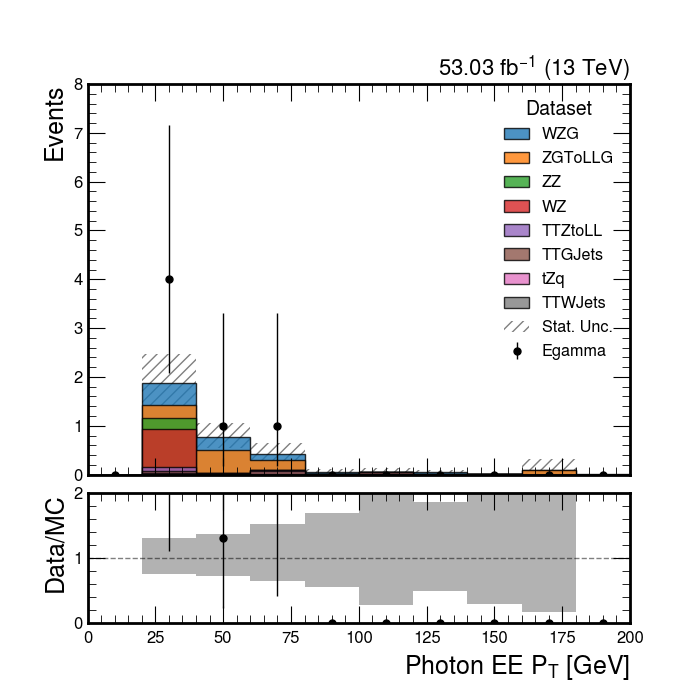 53.03 fb⁻¹ (13 TeV)
Events
8
7
6
5
4
3
2
1
0
Dataset
WZG
ZGToLLG
ZZ
WZ
TTZtoLL
TTGJets
tZq
TTWJets
Stat. Unc.
Egamma
Data/MC
2
1
0
0 25 50 75 100 125 150 175 200
Photon EE P_T [GeV]